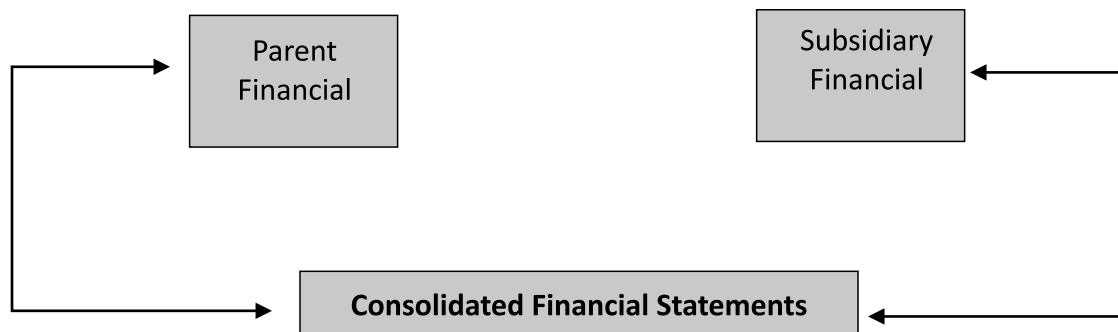 Parent
Financial
Subsidiary
Financial
Consolidated Financial Statements